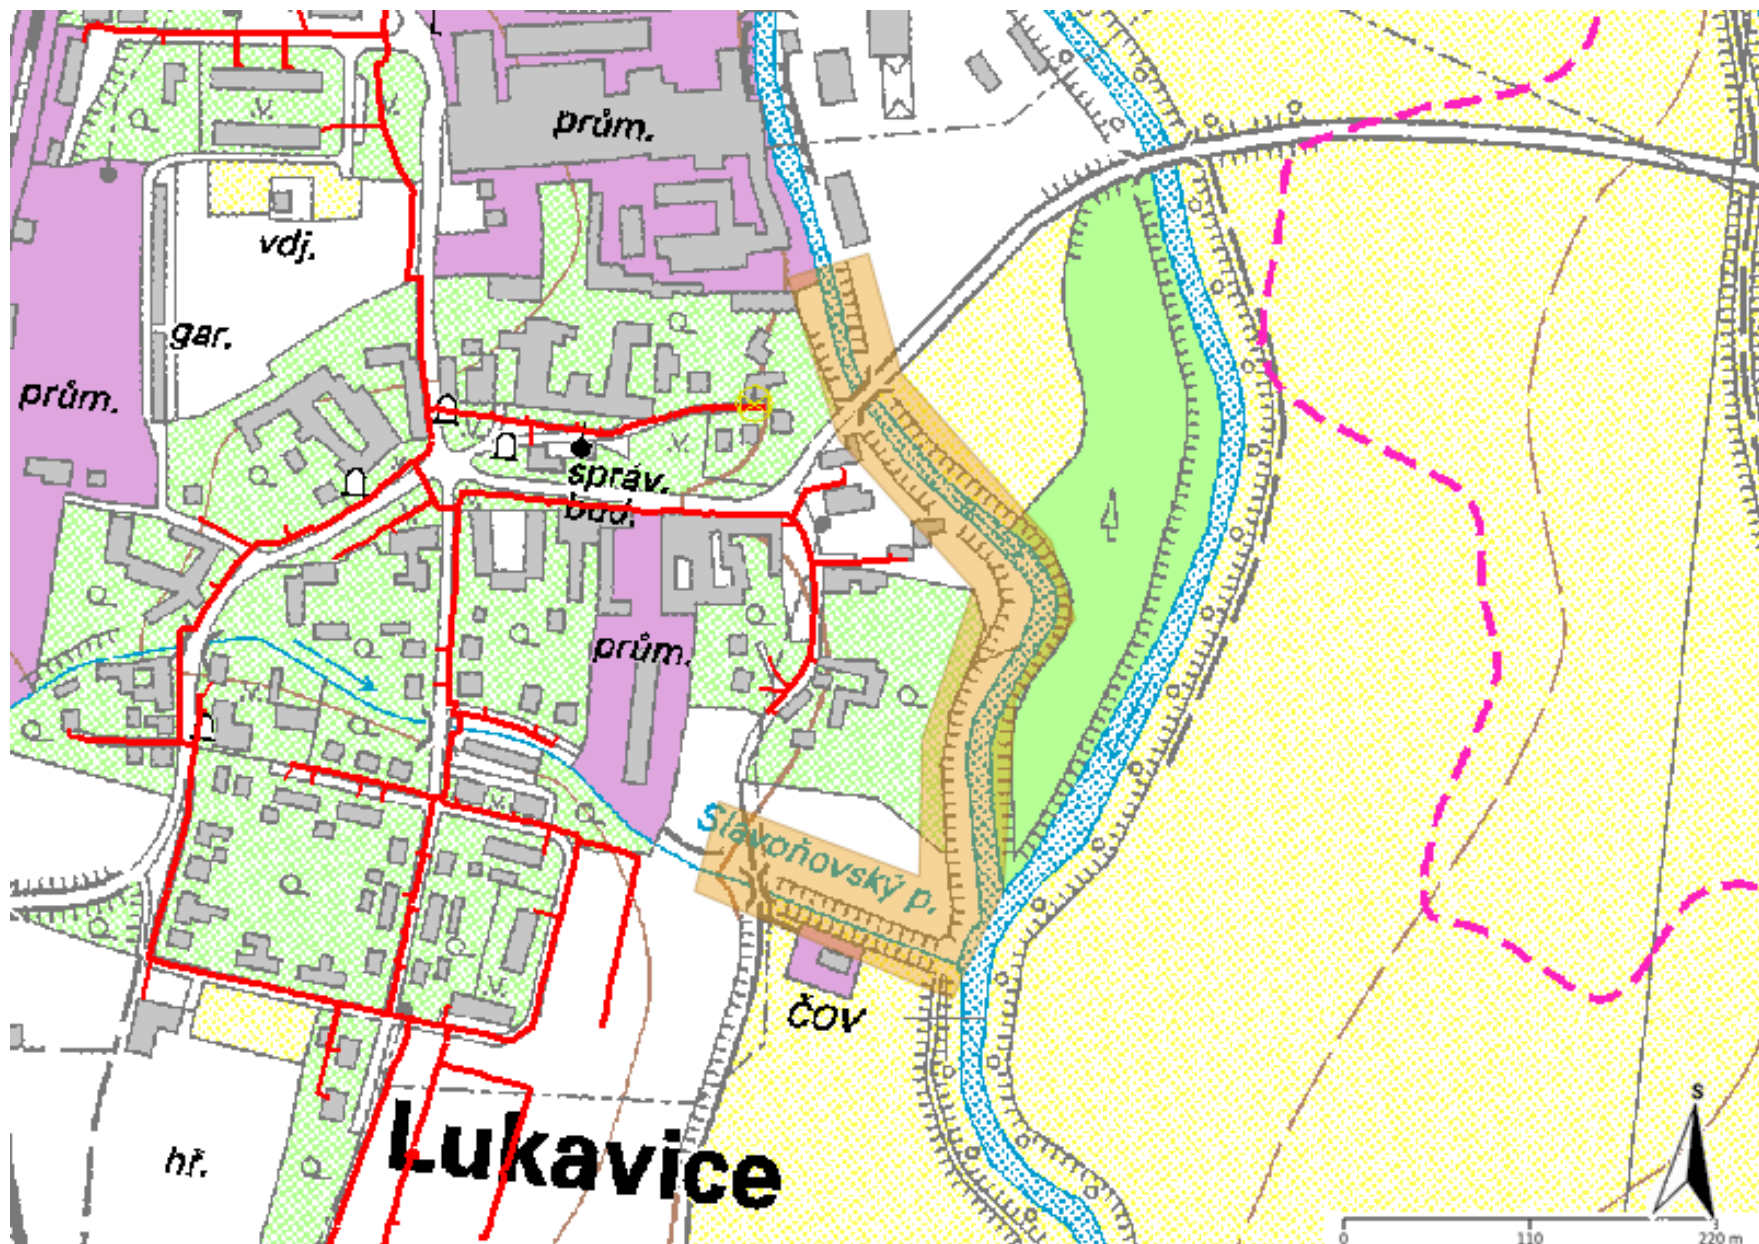 prům.
vdj.
gar.
prům.
správ.
bud.
prům.
Slavoňovský p.
ČOV
Lukavice
hř.
S
0 110 220 m